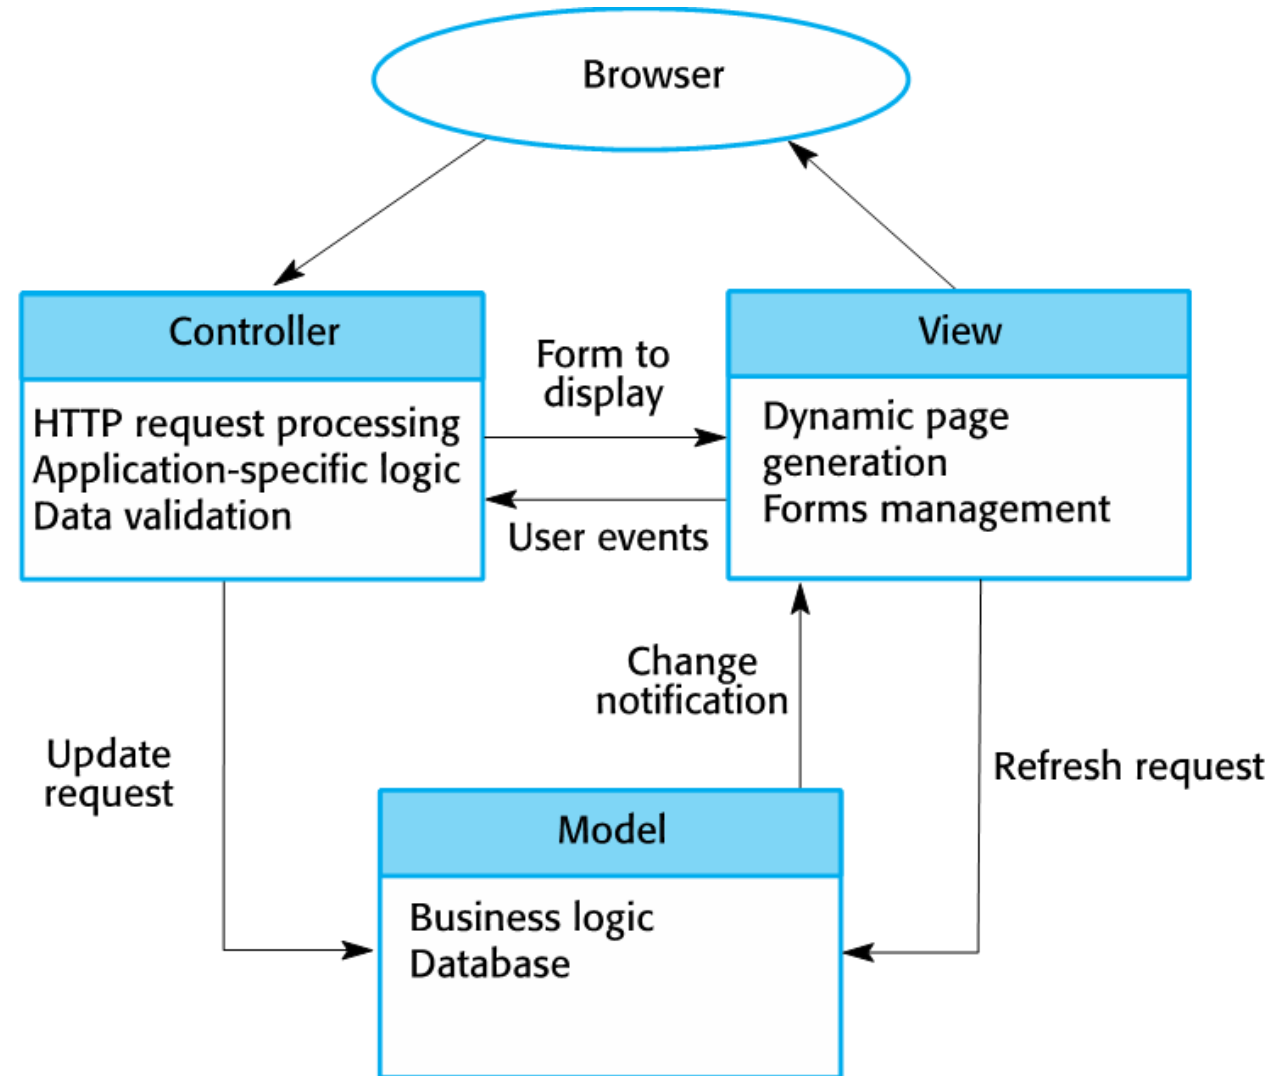 Browser
Controller
HTTP request processing
Application-specific logic
Data validation
Form to
display
User events
View
Dynamic page
generation
Forms management
Update
request
Change
notification
Refresh request
Model
Business logic
Database